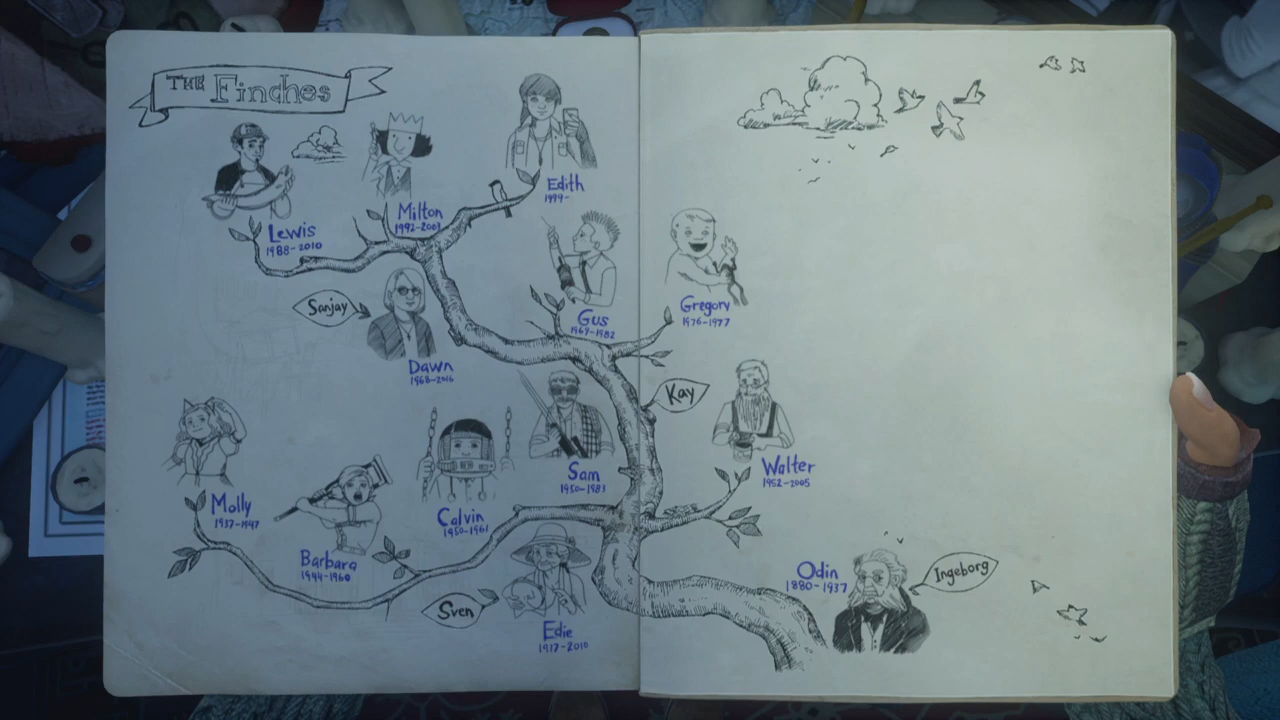 THE Finches
Lewis
1988-2010
Milton
1992-2003
Edith
1999-
Sanjay
Dawn
1968-2016
Gus
1969-1982
Gregory
1976-1977
Kay
Sam
1950-1983
Walter
1952-2005
Molly
1937-1947
Barbara
1944-1960
Calvin
1950-1961
Sven
Edie
1917-2010
Odin
1880-1937
Ingeborg